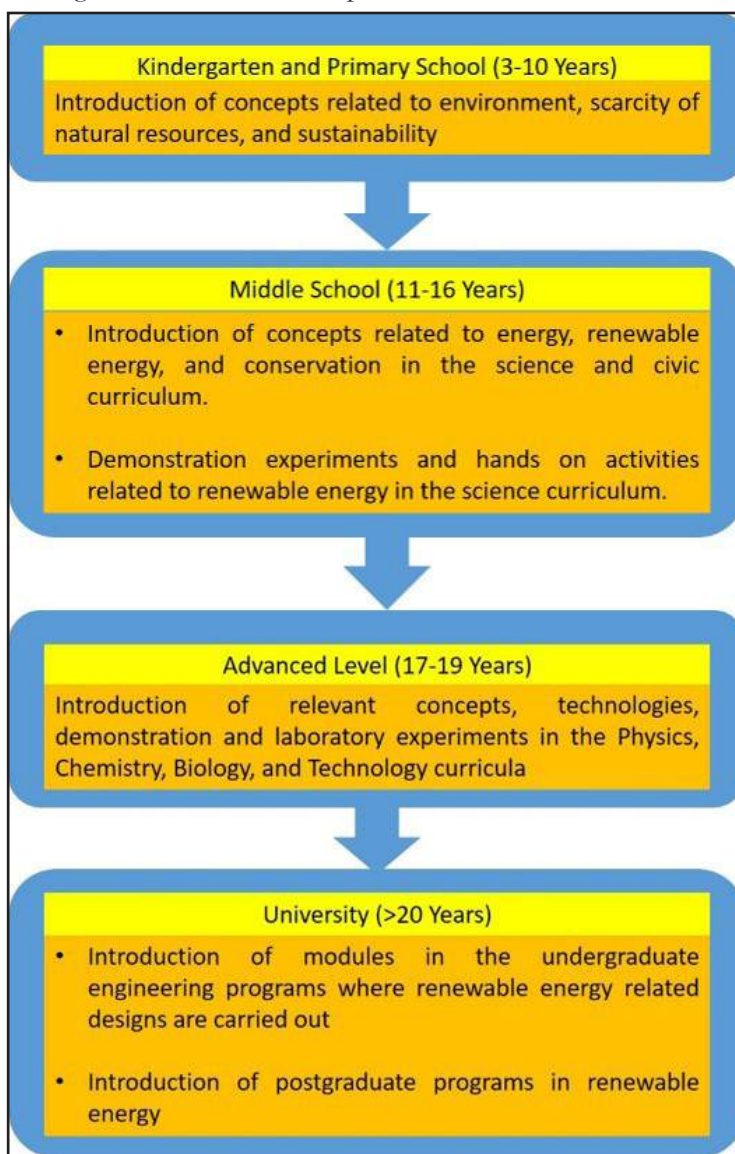 Kindergarten and Primary School (3-10 Years)
Introduction of concepts related to environment, scarcity of
natural resources, and sustainability
Middle School (11-16 Years)
• Introduction of concepts related to energy, renewable
energy, and conservation in the science and civic
curriculum.
• Demonstration experiments and hands on activities
related to renewable energy in the science curriculum.
Advanced Level (17-19 Years)
Introduction of relevant concepts, technologies,
demonstration and laboratory experiments in the Physics,
Chemistry, Biology, and Technology curricula
University (>20 Years)
• Introduction of modules in the undergraduate
engineering programs where renewable energy related
designs are carried out
• Introduction of postgraduate programs in renewable
energy